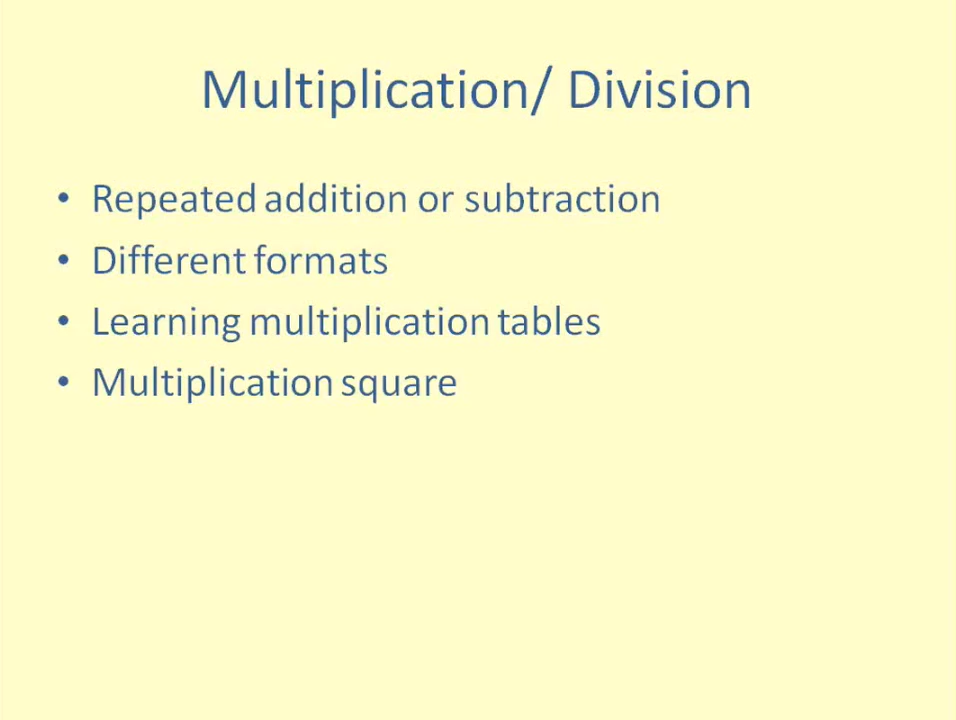 Multiplication/ Division
• Repeated addition or subtraction
• Different formats
• Learning multiplication tables
• Multiplication square